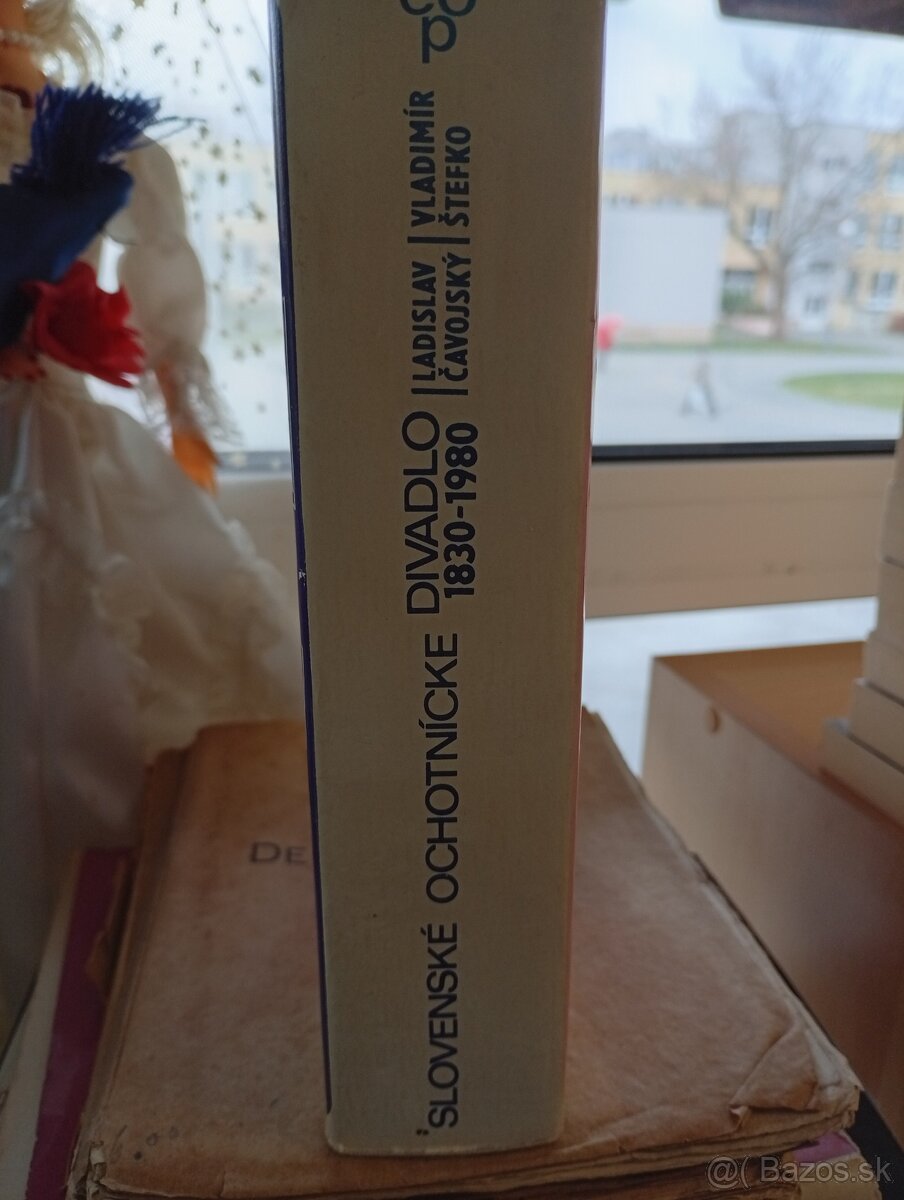 SLOVENSKÉ OCHOTNÍCKE DIVADLO
1830-1980
LADISLAV ČAVOJSKÝ
VLADIMÍR ŠTEFKO
DE
@( Bazos.sk